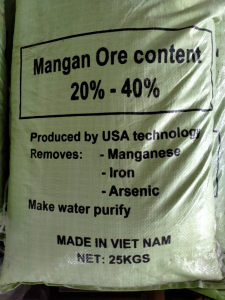 Mangan Ore content
20% - 40%
Produced by USA technology
Removes: - Manganese
- Iron
- Arsenic
Make water purify
MADE IN VIET NAM
NET: 25KGS